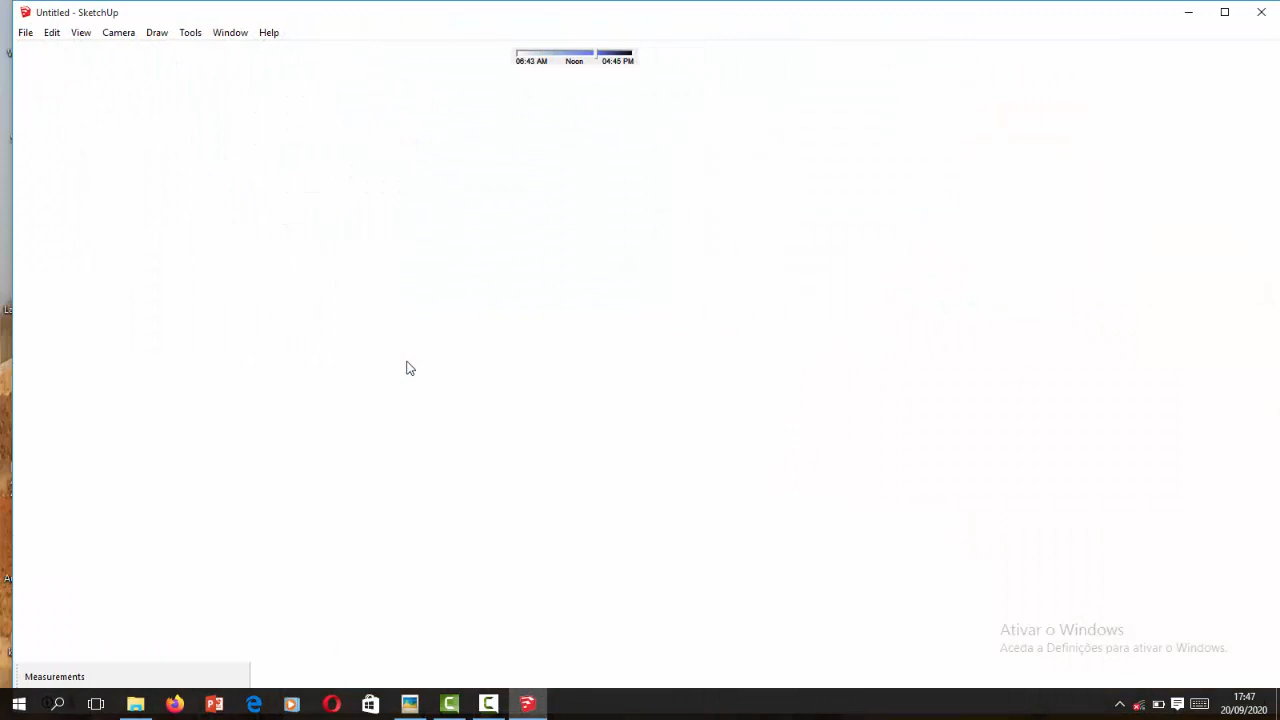 Untitled - SketchUp
File Edit View Camera Draw Tools Window Help
06:43 AM Noon 04:45 PM
Ativar o Windows
Aceda a Definições para ativar o Windows.
Measurements
17:47
20/09/2020